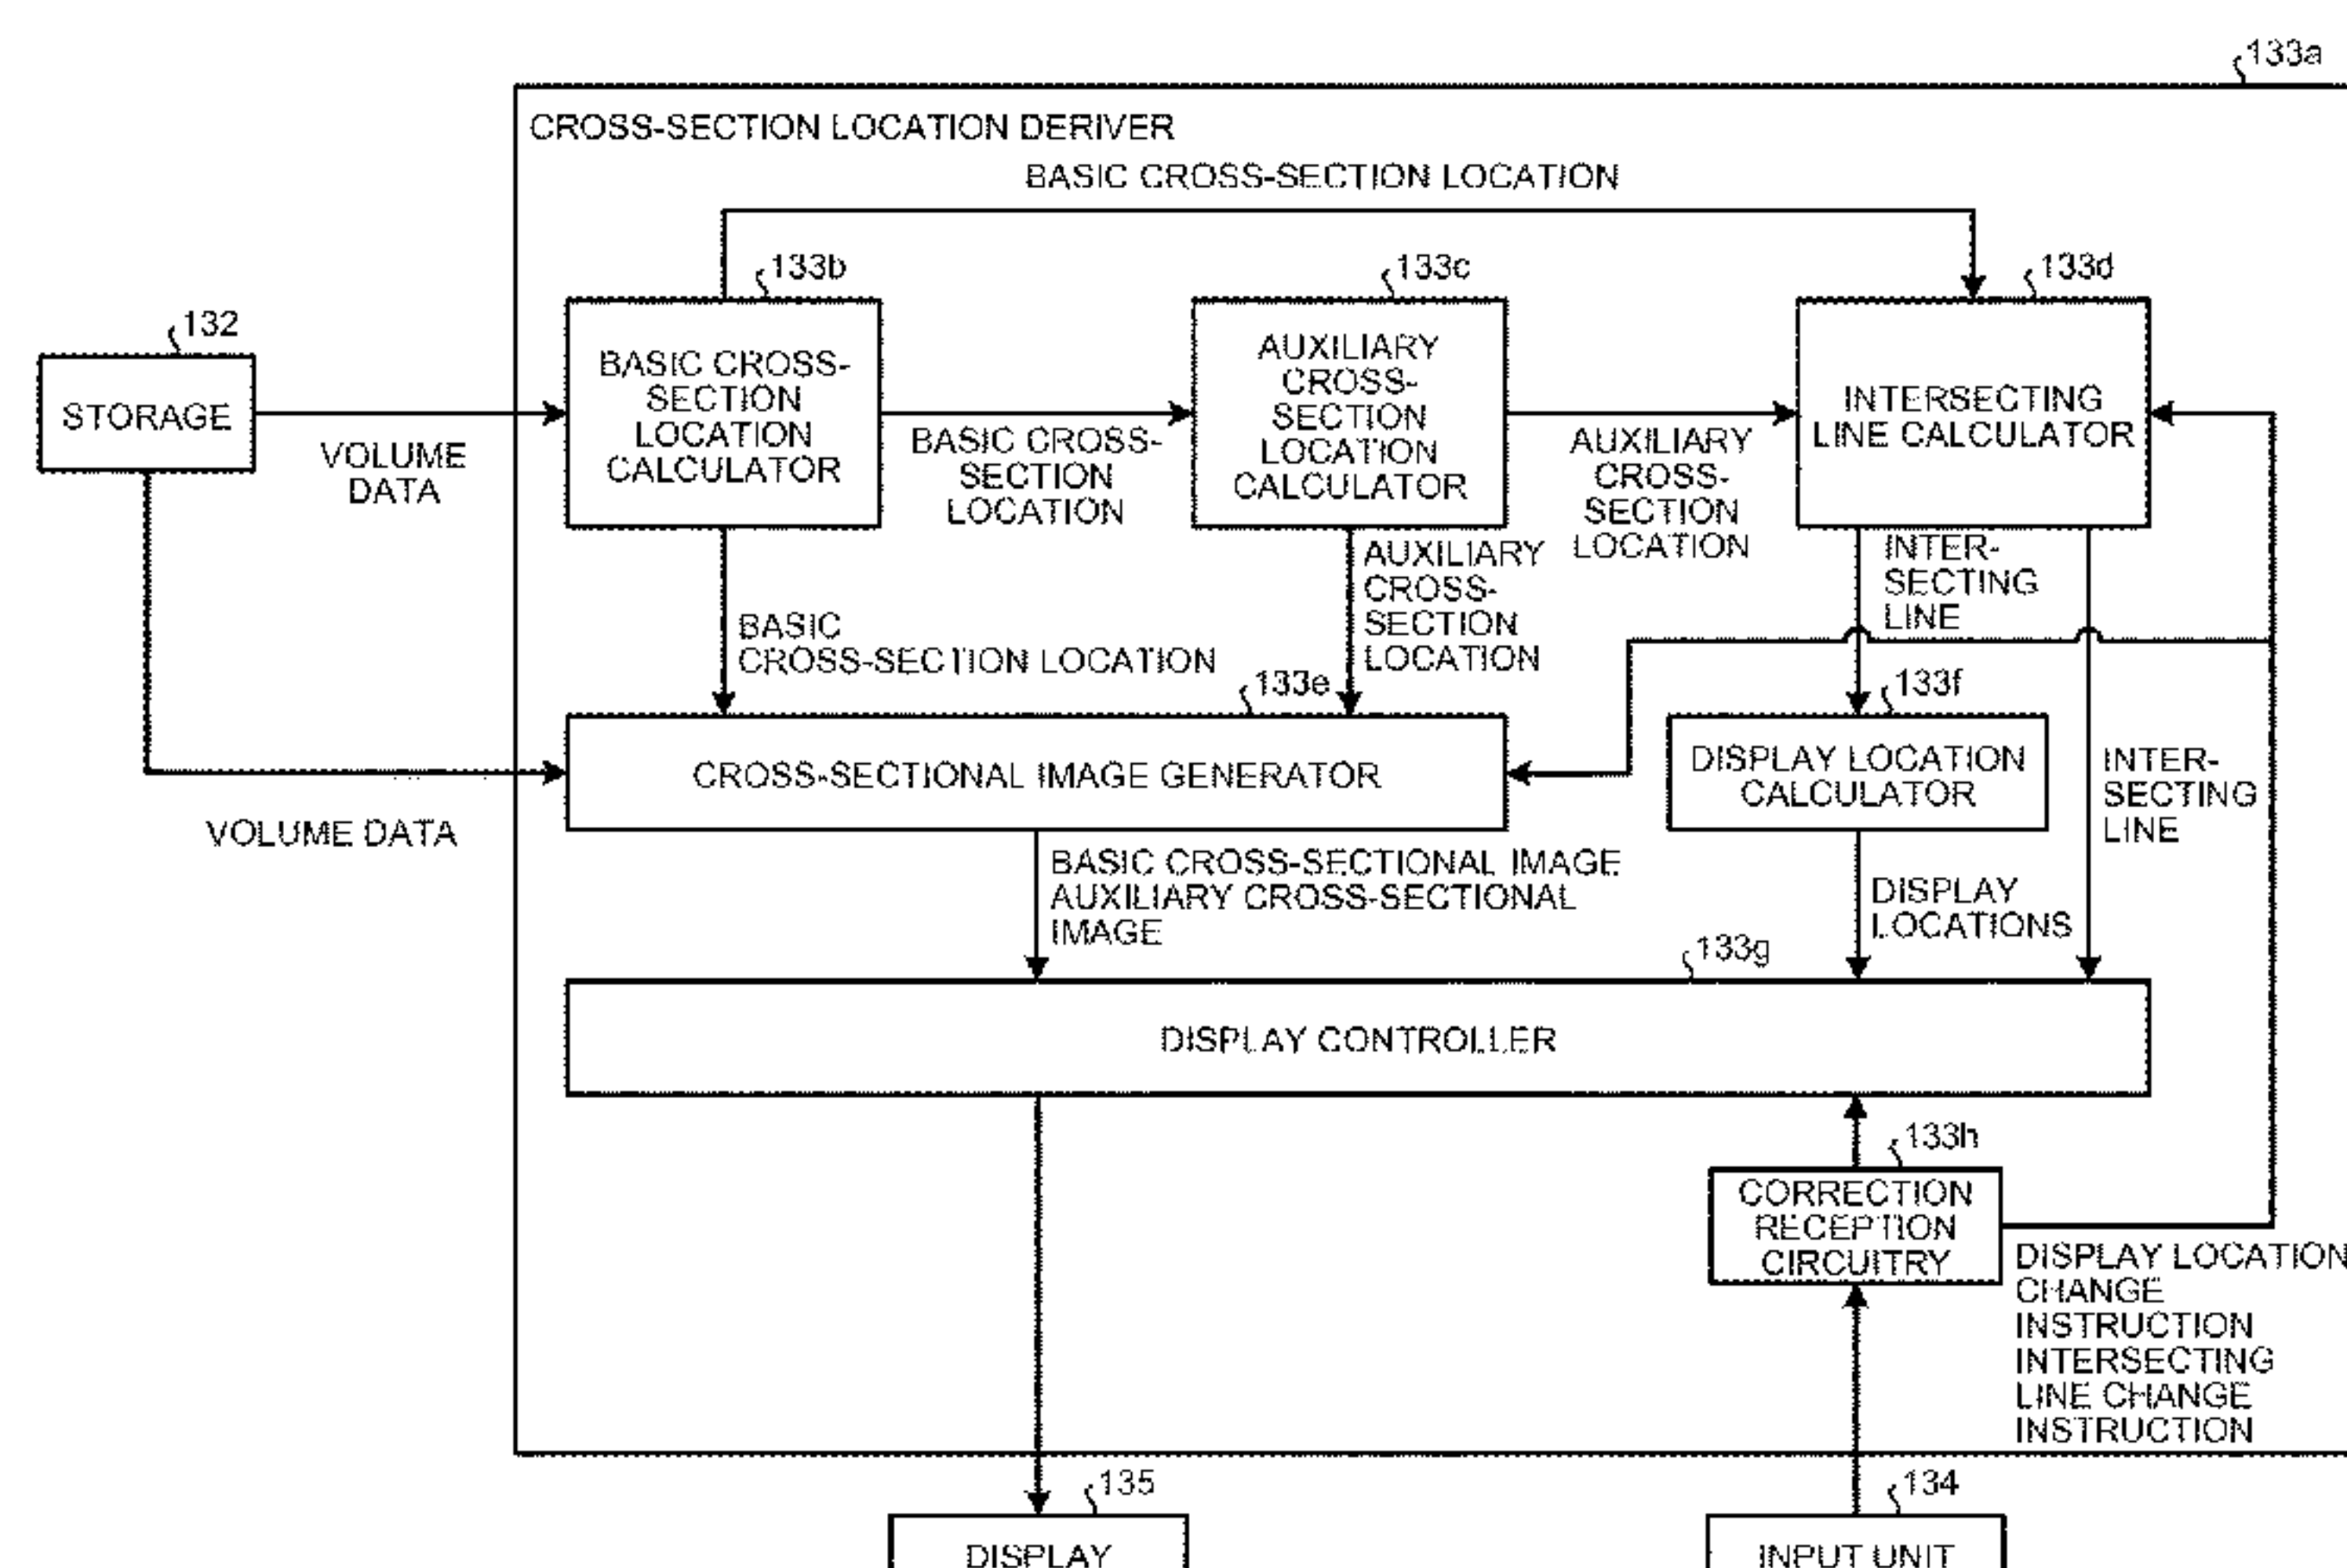 133a
CROSS-SECTION LOCATION DERIVER
BASIC CROSS-SECTION LOCATION
133b
133c
133d
132
STORAGE
VOLUME
DATA
BASIC CROSS-
SECTION
LOCATION
CALCULATOR
BASIC CROSS-
SECTION
LOCATION
AUXILIARY
CROSS-
SECTION
LOCATION
CALCULATOR
AUXILIARY
CROSS-
SECTION
LOCATION
INTERSECTING
LINE CALCULATOR
BASIC
CROSS-SECTION LOCATION
AUXILIARY
CROSS-
SECTION
LOCATION
INTER-
SECTING
LINE
133e
133f
VOLUME DATA
CROSS-SECTIONAL IMAGE GENERATOR
DISPLAY LOCATION
CALCULATOR
INTER-
SECTING
LINE
BASIC CROSS-SECTIONAL IMAGE
AUXILIARY CROSS-SECTIONAL
IMAGE
DISPLAY
LOCATIONS
133g
DISPLAY CONTROLLER
133h
CORRECTION
RECEPTION
CIRCUITRY
DISPLAY LOCATION
CHANGE
INSTRUCTION
INTERSECTING
LINE CHANGE
INSTRUCTION
135
DISPLAY
134
INPUT UNIT